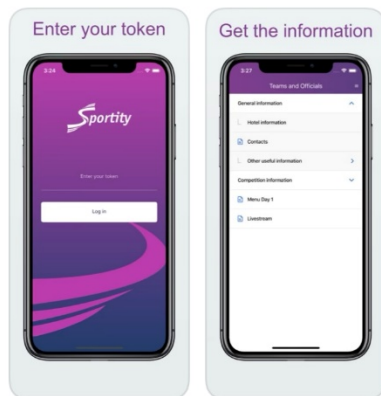 Enter your token
3:24
Sportity
Enter your token
Log in
Get the information
3:27
Teams and Officials
General information
Hotel information
Contacts
Other useful information
Competition information
Menu Day 1
Livestream